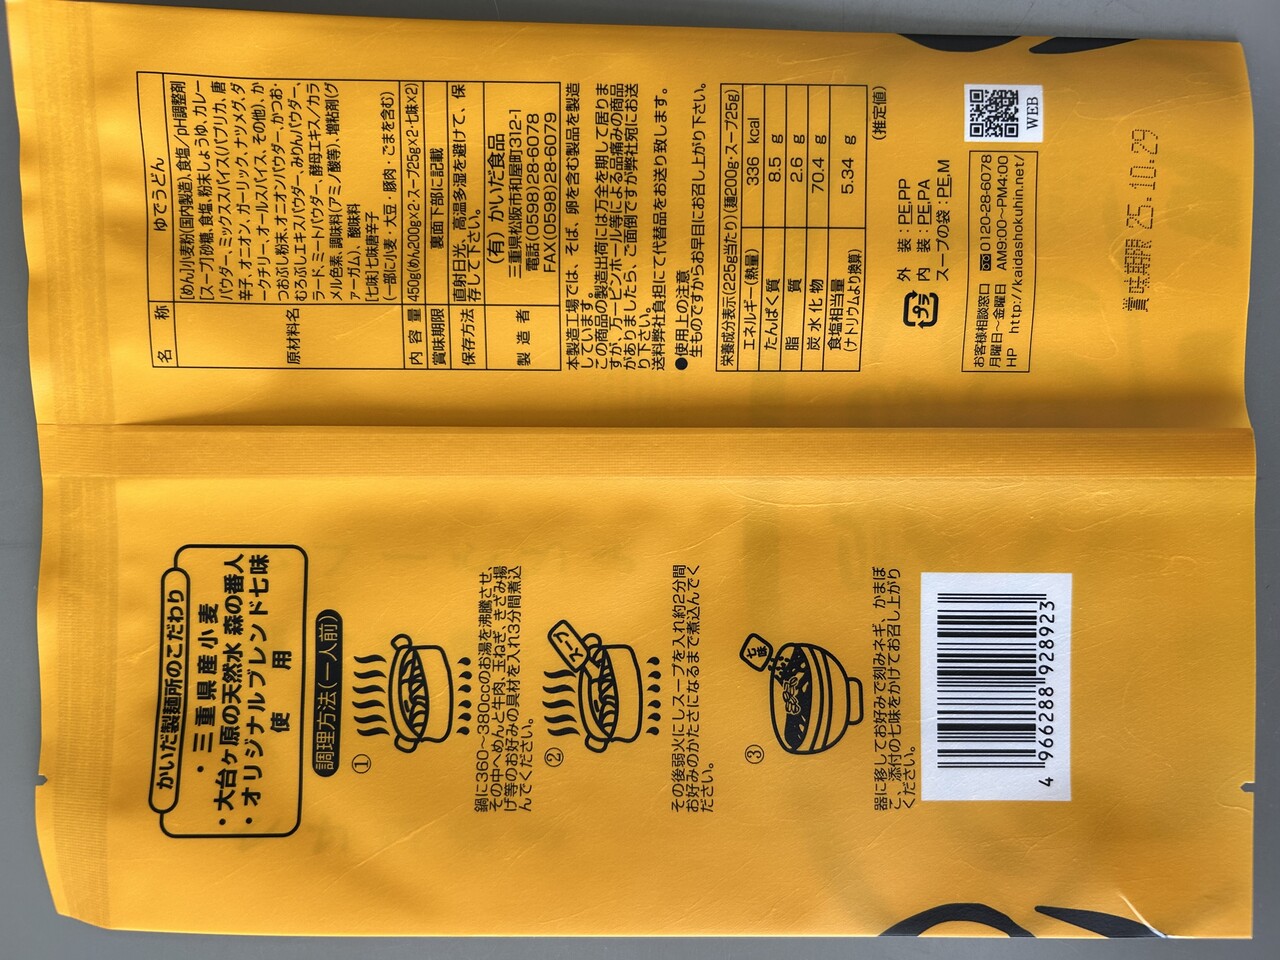 かいだ製麺所のこだわり
・三重県産小麦
・大台ヶ原の天然水 森の番人
・オリジナルブレンド七味
使用
調理方法(一人前)
①
鍋に360〜380ccのお湯を沸騰させ、
その中へめんと牛肉、玉ねぎ、きざみ揚
げ等のお好みの具材を入れ3分間煮込
んでください。
②
スープ
その後弱火にしスープを入れ約2分間
お好みのかたさになるまで煮込んでく
ださい。
③
七味
器に移してお好みで刻みネギ、かまぼ
こ、添付の七味をかけてお召し上がり
ください。
4 966288 928923
名称 ゆでうどん
原材料名
[めん]小麦粉(国内製造)、食塩/pH調整剤
[スープ]砂糖、食塩、粉末しょうゆ、カレー
パウダー、ミックススパイス(パプリカ、唐
辛子、オニオン、ガーリック、ナツメグ、ダ
ークチリー、オールスパイス、その他)、か
つおぶし粉末、オニオンパウダー、かつお・
むろぶしエキスパウダー、みりんパウダー、
ラード、ミートパウダー、酵母エキス/カラ
メル色素、調味料(アミノ酸等)、増粘剤(グ
ァーガム)、酸味料
[七味]七味唐辛子
(一部に小麦・大豆・豚肉・ごまを含む)
内容量 450g(めん200g×2・スープ25g×2・七味×2)
賞味期限 裏面下部に記載
保存方法 直射日光、高温多湿を避けて、保
存して下さい。
製造者 (有)かいだ食品
三重県松阪市和屋町312-1
電話(0598)28-6078
FAX(0598)28-6079
本製造工場では、そば、卵を含む製品を製造
しています。
この商品の製造出荷には万全を期して居りま
すが、万一ピンホール等による品痛みの商品
がありましたら、ご面倒ですが弊社宛にお送
り下さい。
送料弊社負担にて代替品をお送り致します。
●使用上の注意
生ものですからお早目にお召し上がり下さい。
栄養成分表示(225g当たり)(麺200g・スープ25g)
エネルギー(熱量) 336 kcal
たんぱく質 8.5 g
脂質 2.6 g
炭水化物 70.4 g
食塩相当量 5.34 g
(ナトリウムより換算)
(推定値)
プラ
外装:PE,PP
内装:PE,PA
スープの袋:PE,M
お客様相談窓口 0120-28-6078
月曜日〜金曜日 AM9:00〜PM4:00
HP http://kaidashokuhin.net/
WEB
賞味期限 25.10.29